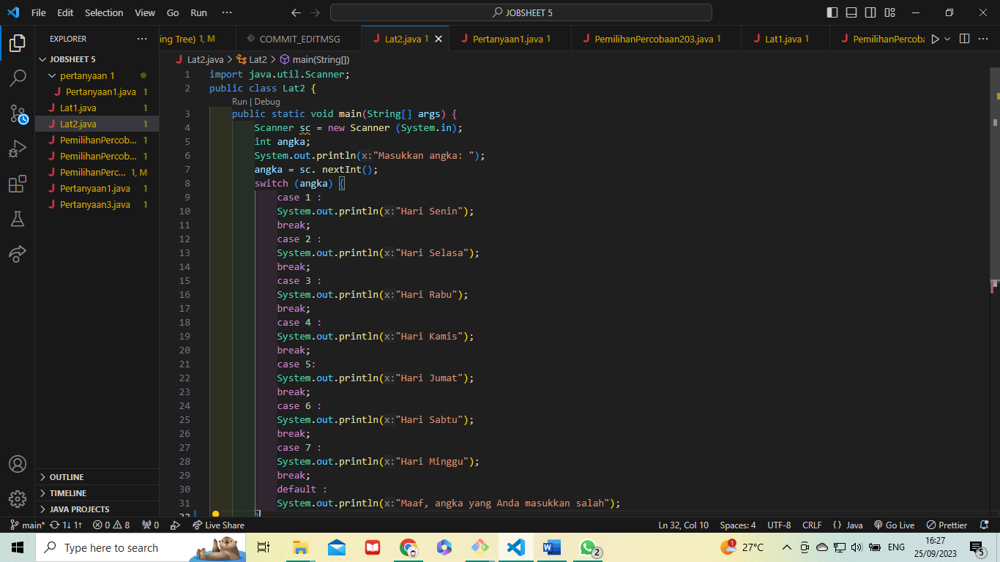 File Edit Selection View Go Run ··· JOBSHEET 5
EXPLORER ···
JOBSHEET 5
pertanyaan 1
Pertanyaan1.java 1
Lat1.java 1
Lat2.java 1
PemilihanPercob... 1
PemilihanPercob... 1
PemilihanPerc... 1, M
Pertanyaan1.java 1
Pertanyaan3.java 1
OUTLINE
TIMELINE
JAVA PROJECTS
ing Tree) 1, M COMMIT_EDITMSG Lat2.java 1 Pertanyaan1.java 1 PemilihanPercobaan203.java 1 Lat1.java 1 PemilihanPercoba
Lat2.java > Lat2 > main(String[])
1 import java.util.Scanner;
2 public class Lat2 {
Run | Debug
3 public static void main(String[] args) {
4 Scanner sc = new Scanner (System.in);
5 int angka;
6 System.out.println(x:"Masukkan angka: ");
7 angka = sc. nextInt();
8 switch (angka) {
9 case 1 :
10 System.out.println(x:"Hari Senin");
11 break;
12 case 2 :
13 System.out.println(x:"Hari Selasa");
14 break;
15 case 3 :
16 System.out.println(x:"Hari Rabu");
17 break;
18 case 4 :
19 System.out.println(x:"Hari Kamis");
20 break;
21 case 5:
22 System.out.println(x:"Hari Jumat");
23 break;
24 case 6 :
25 System.out.println(x:"Hari Sabtu");
26 break;
27 case 7 :
28 System.out.println(x:"Hari Minggu");
29 break;
30 default :
31 System.out.println(x:"Maaf, angka yang Anda masukkan salah");
32 }
main* 1↓ 1↑ 0 8 0 Live Share Ln 32, Col 10 Spaces: 4 UTF-8 CRLF {} Java Go Live Prettier
Type here to search 2 1 27°C ENG 16:27 5
25/09/2023